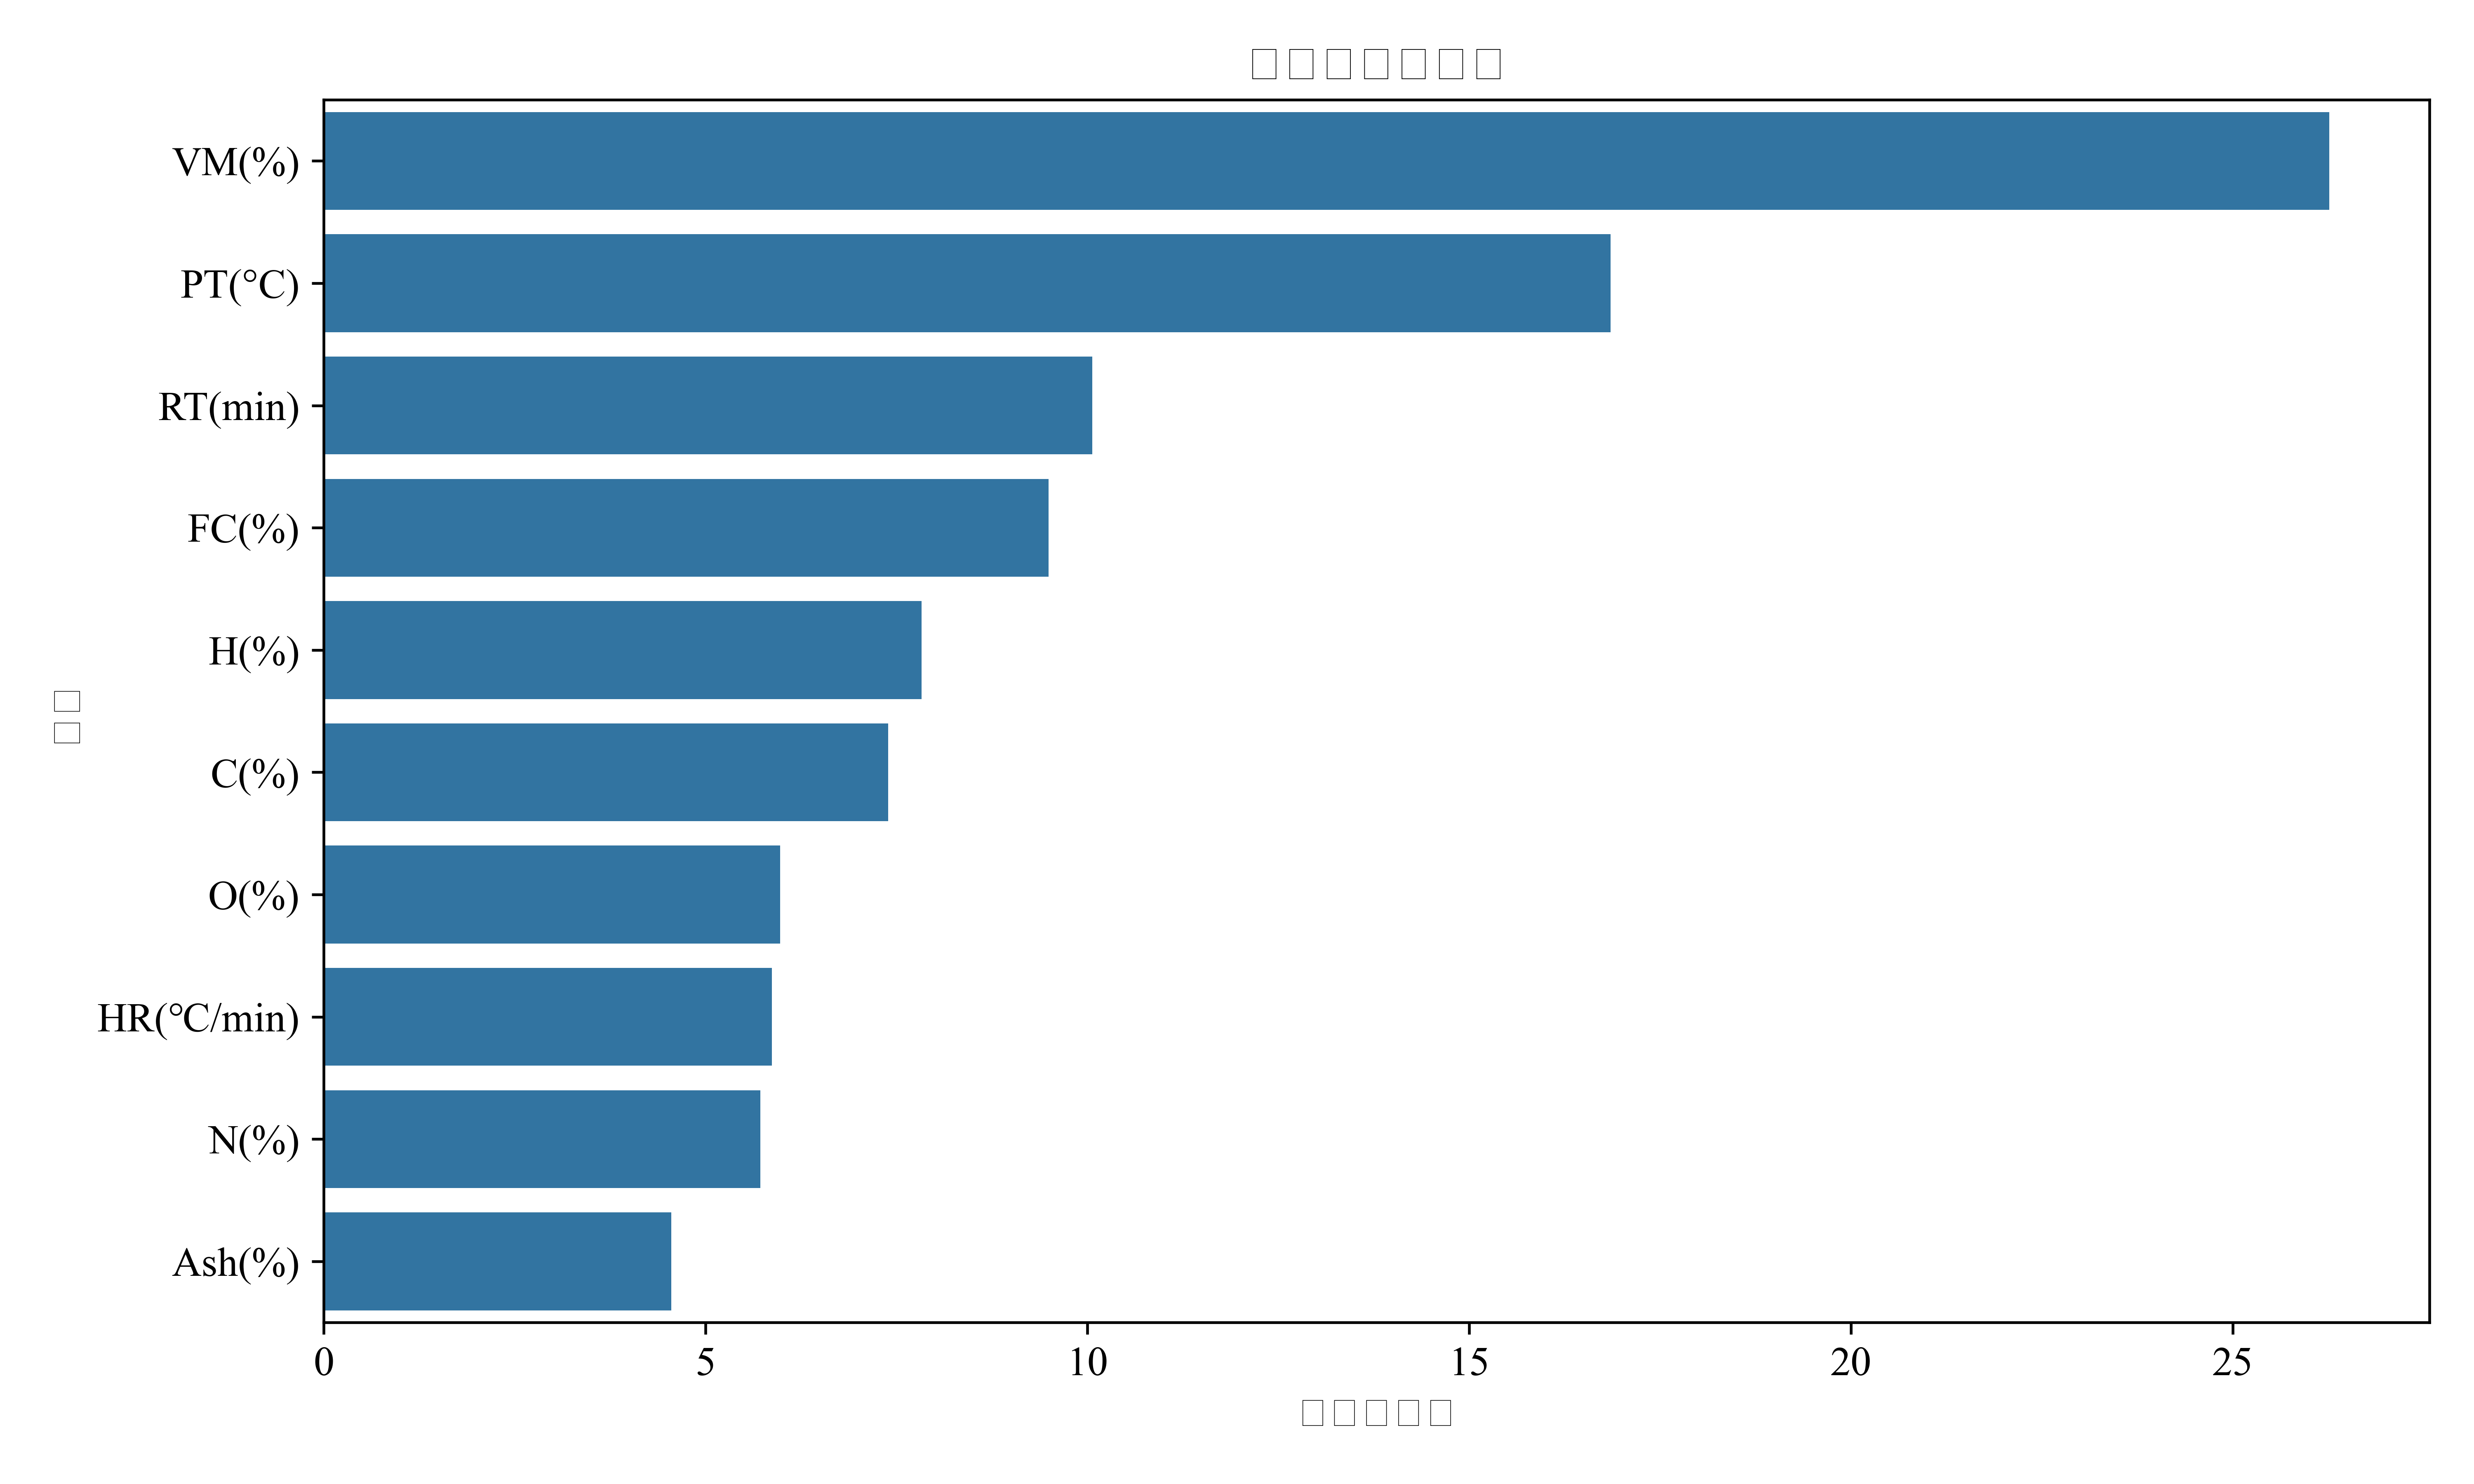 VM(%)
PT(°C)
RT(min)
FC(%)
H(%)
C(%)
O(%)
HR(°C/min)
N(%)
Ash(%)
0 5 10 15 20 25